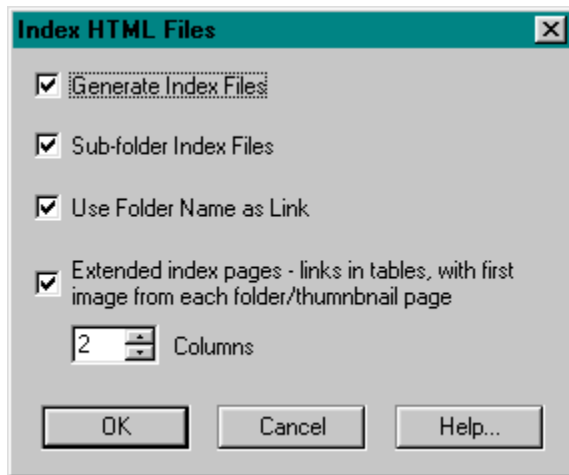 Index HTML Files
Generate Index Files
Sub-folder Index Files
Use Folder Name as Link
Extended index pages - links in tables, with first
image from each folder/thumnbnail page
2 Columns
OK Cancel Help...